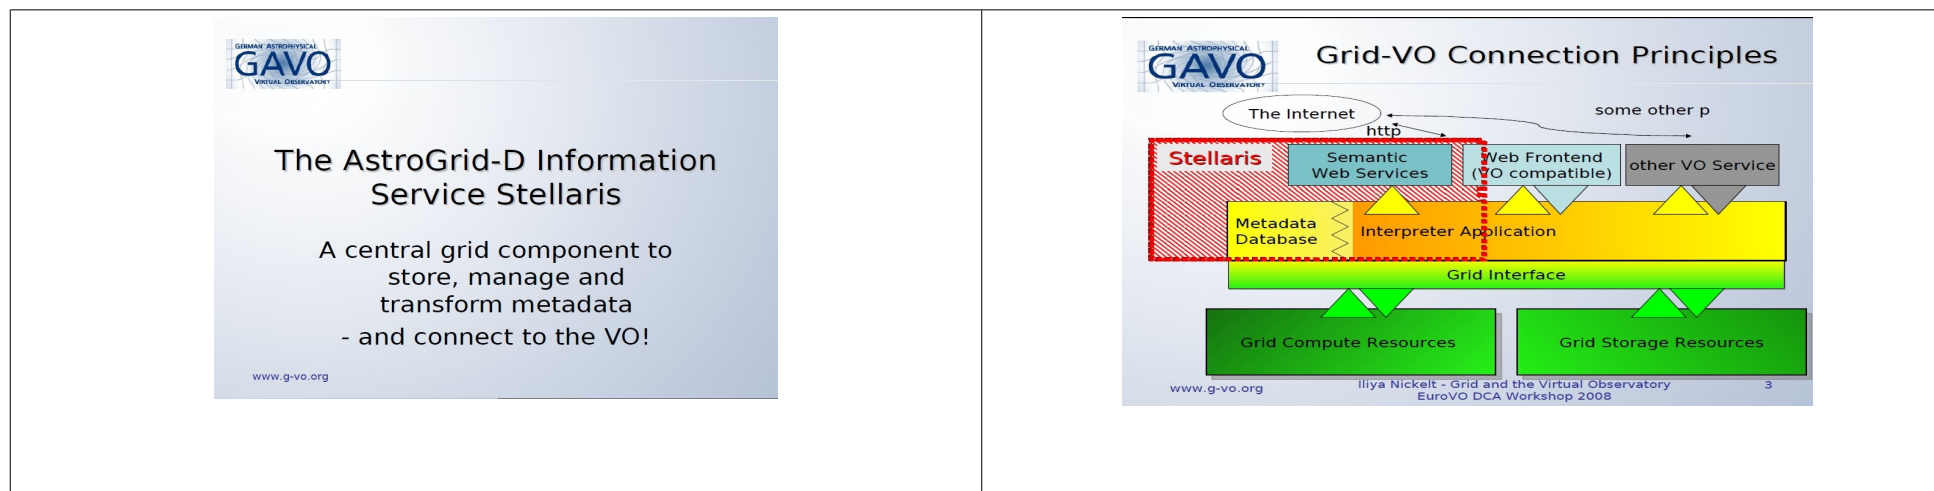 GERMAN ASTROPHYSICAL
GAVO
VIRTUAL OBSERVATORY
The AstroGrid-D Information
Service Stellaris
A central grid component to
store, manage and
transform metadata
- and connect to the VO!
www.g-vo.org
GERMAN ASTROPHYSICAL
GAVO
VIRTUAL OBSERVATORY
Grid-VO Connection Principles
The Internet
some other p
http
Stellaris
Semantic
Web Services
Web Frontend
(VO compatible)
other VO Service
Metadata
Database
Interpreter Application
Grid Interface
Grid Compute Resources
Grid Storage Resources
www.g-vo.org
Iliya Nickelt - Grid and the Virtual Observatory
EuroVO DCA Workshop 2008
3